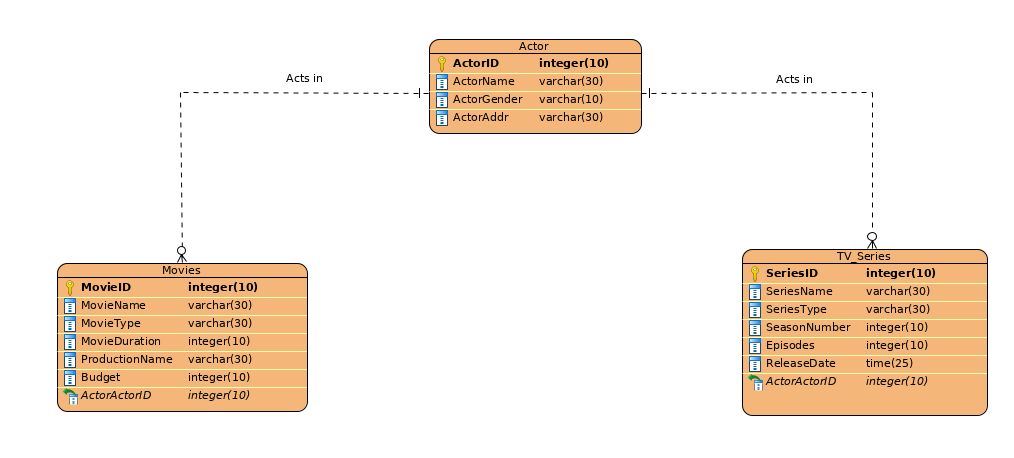 Actor
ActorID integer(10)
ActorName varchar(30)
ActorGender varchar(10)
ActorAddr varchar(30)
Acts in
Acts in
Movies
MovieID integer(10)
MovieName varchar(30)
MovieType varchar(30)
MovieDuration integer(10)
ProductionName varchar(30)
Budget integer(10)
ActorActorID integer(10)
TV_Series
SeriesID integer(10)
SeriesName varchar(30)
SeriesType varchar(30)
SeasonNumber integer(10)
Episodes integer(10)
ReleaseDate time(25)
ActorActorID integer(10)